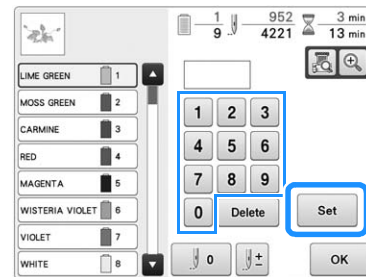 1 952 3 min
9 4221 13 min
LIME GREEN 1
MOSS GREEN 2
CARMINE 3
RED 4
MAGENTA 5
WISTERIA VIOLET 6
VIOLET 7
WHITE 8
1 2 3
4 5 6
7 8 9
0 Delete Set
0 ± OK